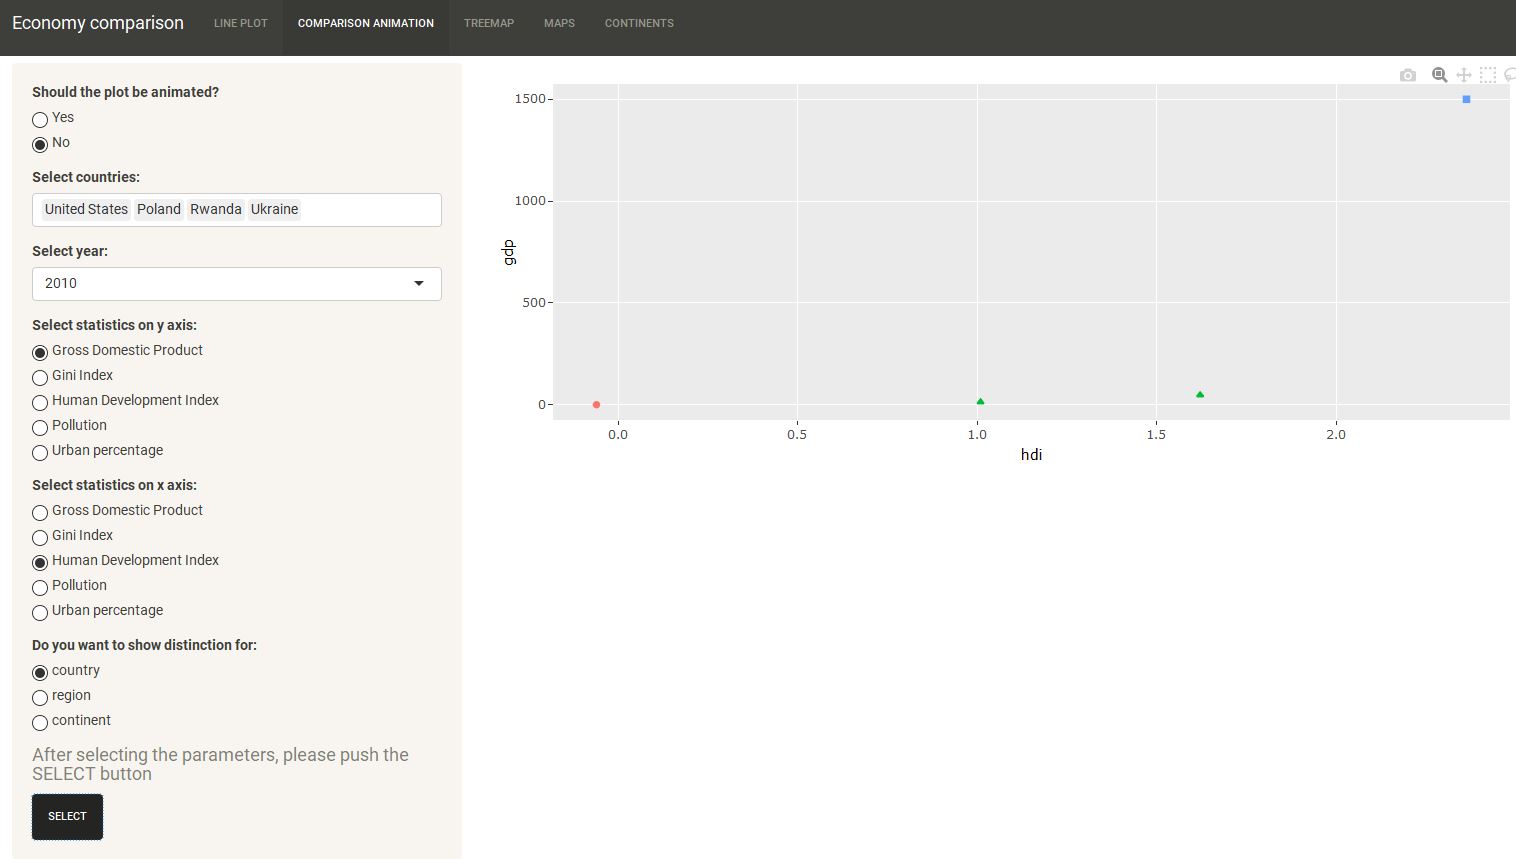 Economy comparison LINE PLOT COMPARISON ANIMATION TREEMAP MAPS CONTINENTS
Should the plot be animated?
Yes
No
Select countries:
United States Poland Rwanda Ukraine
Select year:
2010
Select statistics on y axis:
Gross Domestic Product
Gini Index
Human Development Index
Pollution
Urban percentage
Select statistics on x axis:
Gross Domestic Product
Gini Index
Human Development Index
Pollution
Urban percentage
Do you want to show distinction for:
country
region
continent
After selecting the parameters, please push the
SELECT button
SELECT
1500
1000
500
0
gdp
0.0 0.5 1.0 1.5 2.0
hdi